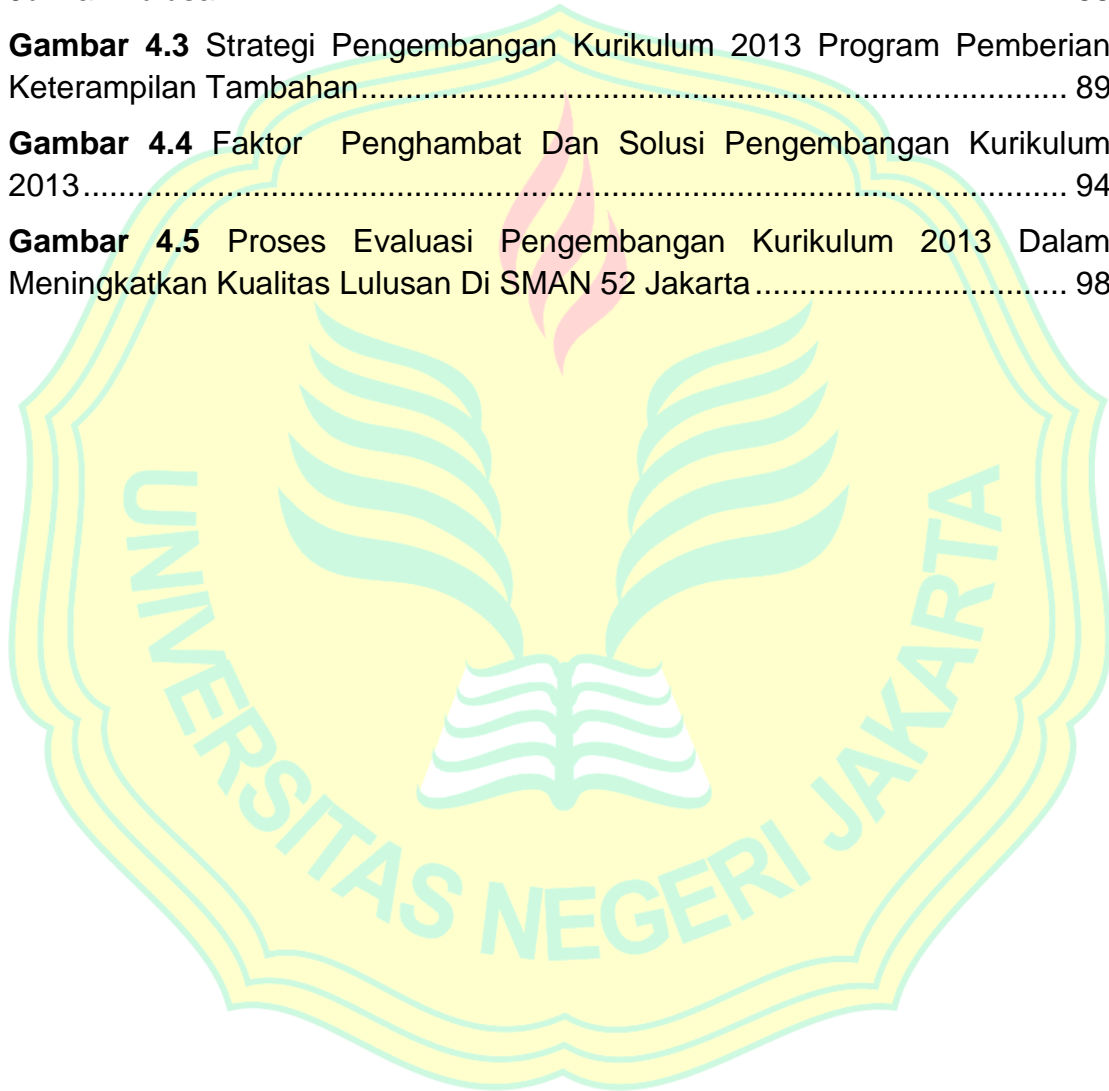 Gambar 4.3 Strategi Pengembangan Kurikulum 2013 Program Pemberian
Keterampilan Tambahan................................................................................ 89
Gambar 4.4 Faktor Penghambat Dan Solusi Pengembangan Kurikulum
2013............................................................................................................... 94
Gambar 4.5 Proses Evaluasi Pengembangan Kurikulum 2013 Dalam
Meningkatkan Kualitas Lulusan Di SMAN 52 Jakarta................................... 98
UNIVERSITAS NEGERI JAKARTA